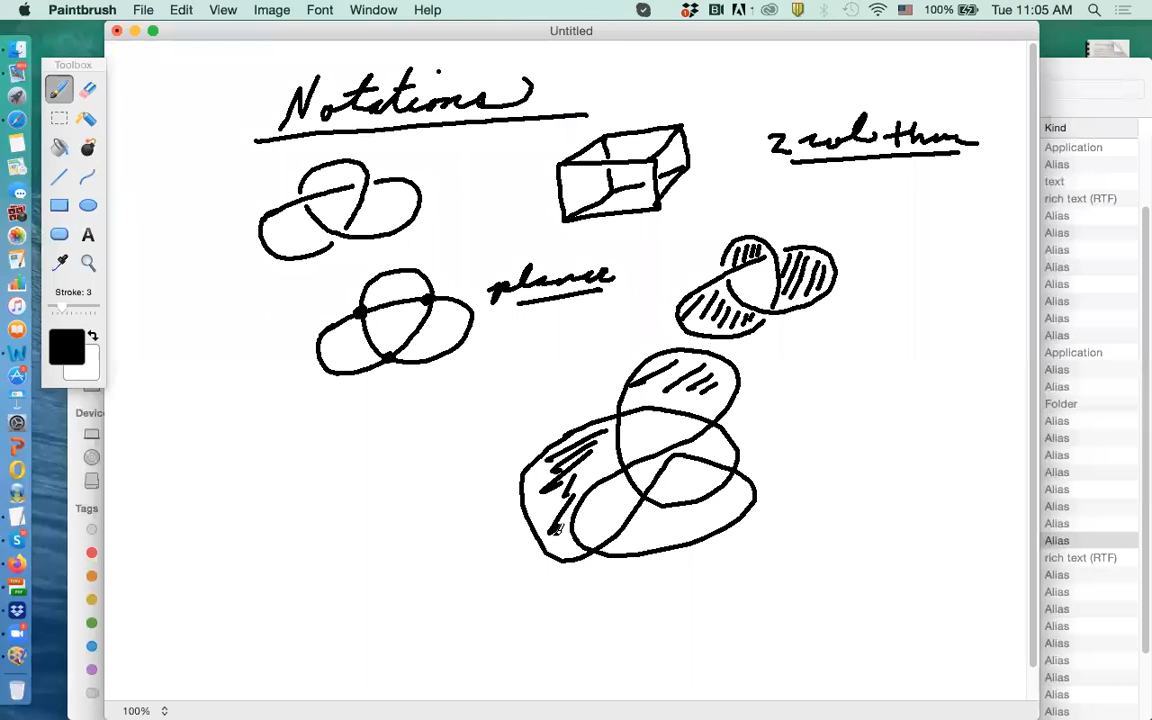 Paintbrush File Edit View Image Font Window Help
100% Tue 11:05 AM
Untitled
Toolbox
Notations
Stroke: 3
Device
Tags
Kind
Application
Alias
text
rich text (RTF)
Alias
Alias
Alias
Alias
Alias
Alias
Alias
Application
Alias
Alias
Folder
Alias
Alias
Alias
Alias
Alias
Alias
Alias
Alias
rich text (RTF)
Alias
Alias
Alias
Alias
Alias
Alias
Alias
Alias
Alias
100%